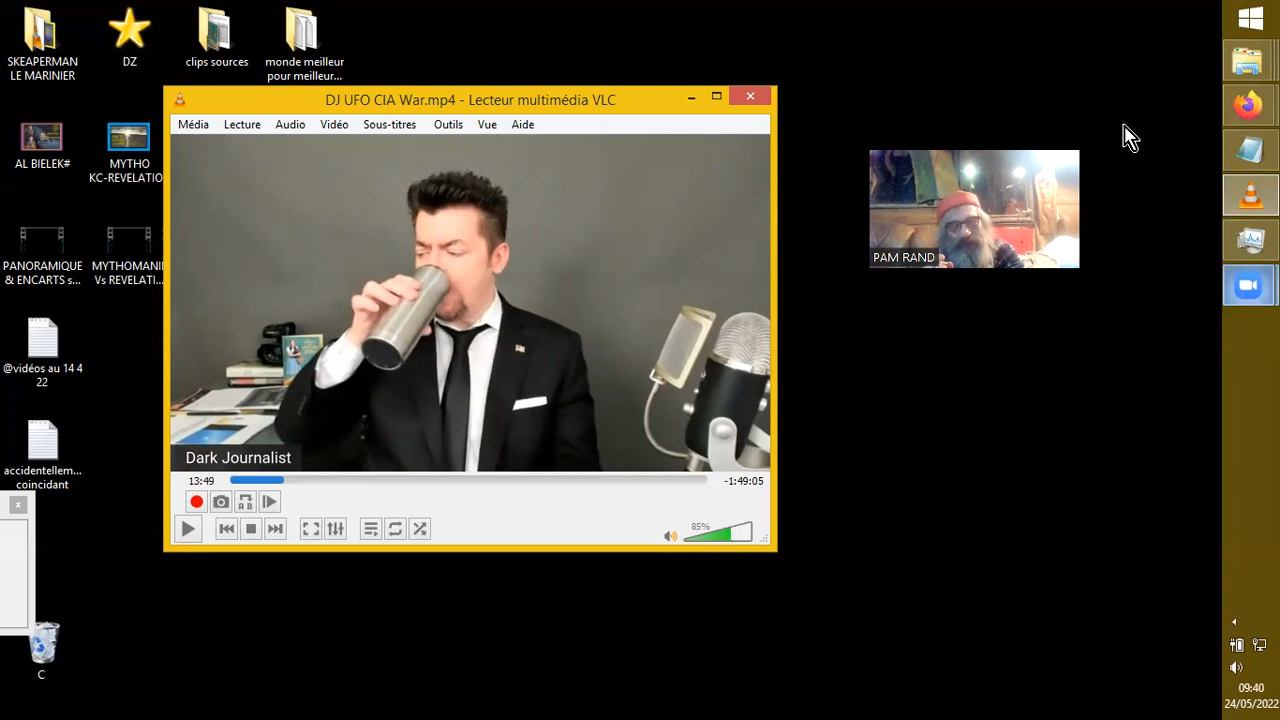 SKEAPERMAN
LE MARINIER
DZ
clips sources
monde meilleur
pour meilleur...
DJ UFO CIA War.mp4 - Lecteur multimédia VLC
Média Lecture Audio Vidéo Sous-titres Outils Vue Aide
AL BIELEK#
MYTHO
KC-REVELATIO
PANORAMIQUE
& ENCARTS s...
MYTHOMANI
Vs REVELATI...
@vidéos au 14 4
22
accidentellem...
coincidant
C
Dark Journalist
13:49
-1:49:05
A B
85%
PAM RAND
09:40
24/05/2022